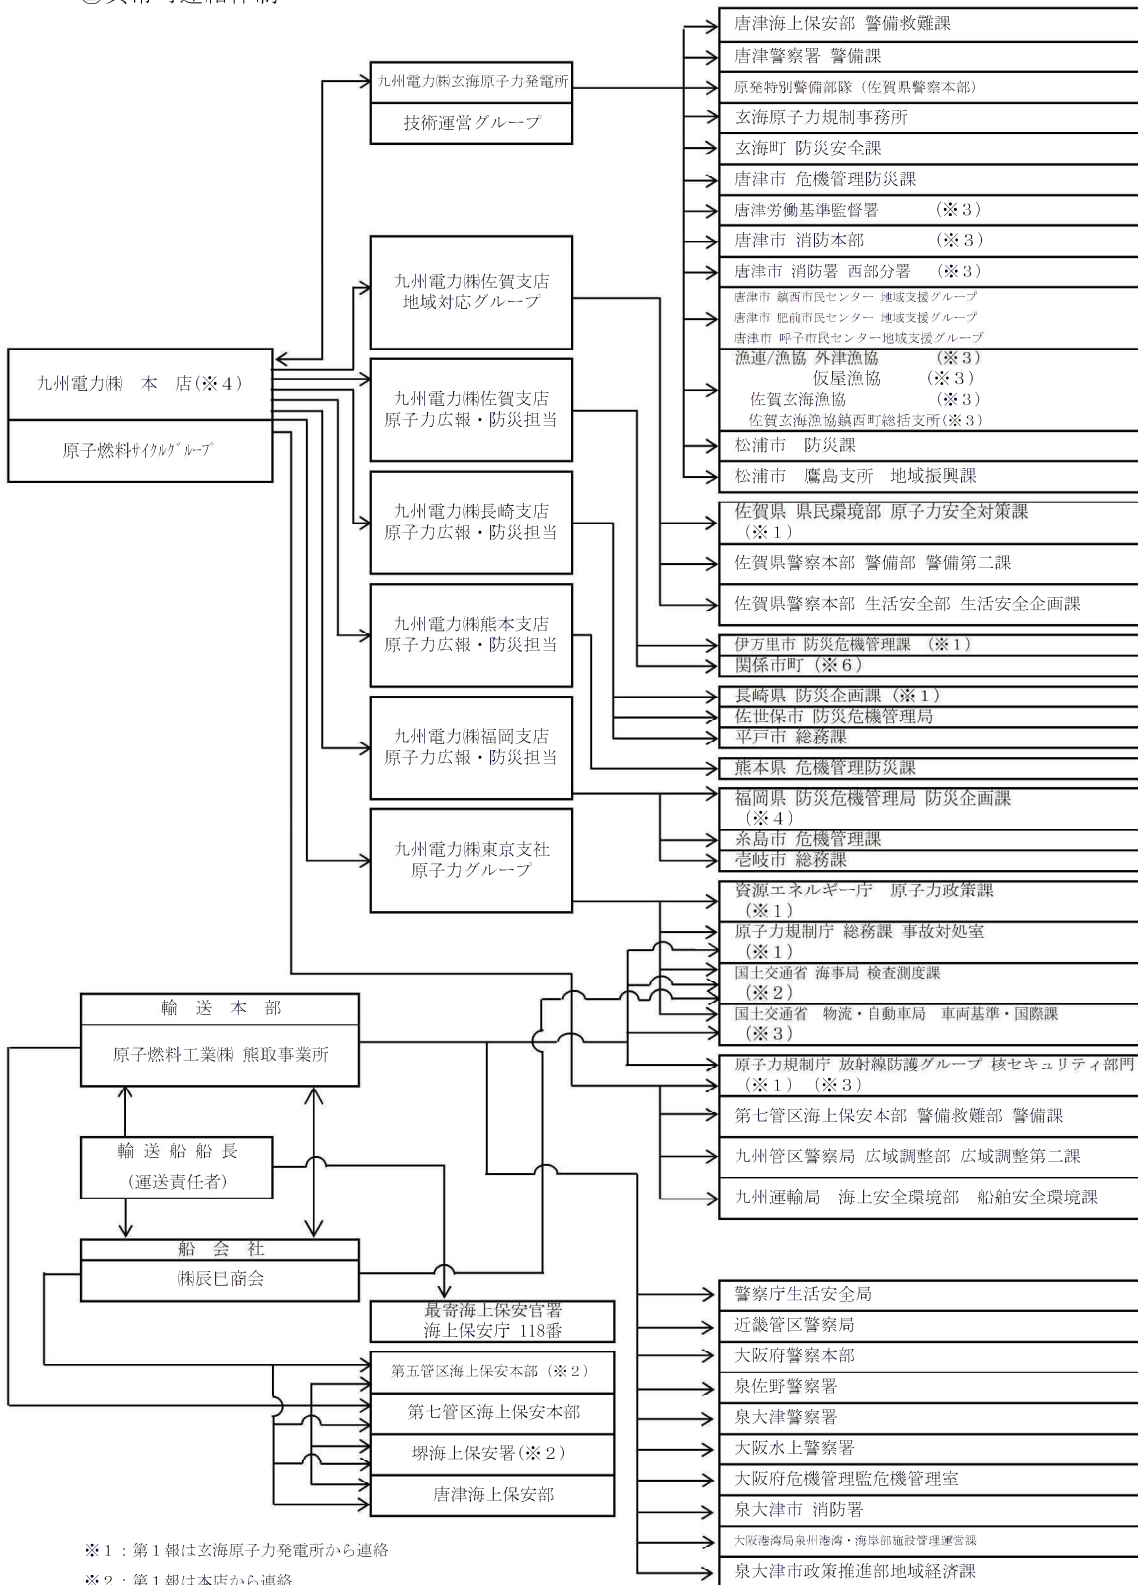 九州電力㈱玄海原子力発電所
技術運営グループ
九州電力㈱佐賀支店
地域対応グループ
九州電力㈱　本　店(※4)
原子燃料サイクルグループ
九州電力㈱佐賀支店
原子力広報・防災担当
九州電力㈱長崎支店
原子力広報・防災担当
九州電力㈱熊本支店
原子力広報・防災担当
九州電力㈱福岡支店
原子力広報・防災担当
九州電力㈱東京支社
原子力グループ
唐津海上保安部 警備救難課
唐津警察署 警備課
原発特別警備部隊（佐賀県警察本部）
玄海原子力規制事務所
玄海町 防災安全課
唐津市 危機管理防災課
唐津労働基準監督署　　　（※3）
唐津市 消防本部　　　　（※3）
唐津市 消防署 西部分署　（※3）
唐津市 鎮西市民センター 地域支援グループ
唐津市 肥前市民センター 地域支援グループ
唐津市 呼子市民センター地域支援グループ
漁連/漁協 外津漁協　　　（※3）
仮屋漁協　　（※3）
佐賀玄海漁協　　　　　（※3）
佐賀玄海漁協鎮西町総括支所(※3)
松浦市　防災課
松浦市　鷹島支所　地域振興課
佐賀県 県民環境部 原子力安全対策課
（※1）
佐賀県警察本部 警備部 警備第二課
佐賀県警察本部 生活安全部 生活安全企画課
伊万里市 防災危機管理課 （※1）
関係市町（※6）
長崎県 防災企画課（※1）
佐世保市 防災危機管理局
平戸市 総務課
熊本県 危機管理防災課
福岡県 防災危機管理局 防災企画課
（※4）
糸島市 危機管理課
壱岐市 総務課
資源エネルギー庁　原子力政策課
（※1）
原子力規制庁 総務課 事故対処室
（※1）
国土交通省 海事局 検査測度課
（※2）
国土交通省　物流・自動車局　車両基準・国際課
（※3）
原子力規制庁 放射線防護グループ 核セキュリティ部門
（※1）（※3）
第七管区海上保安本部 警備救難部 警備課
九州管区警察局 広域調整部 広域調整第二課
九州運輸局　海上安全環境部　船舶安全環境課
輸　送　本　部
原子燃料工業㈱ 熊取事業所
輸 送 船 船 長
(運送責任者)
船　会　社
㈱辰巳商会
最寄海上保安官署
海上保安庁 118番
第五管区海上保安本部（※2）
第七管区海上保安本部
堺海上保安署(※2)
唐津海上保安部
警察庁生活安全局
近畿管区警察局
大阪府警察本部
泉佐野警察署
泉大津警察署
大阪水上警察署
大阪府危機管理監危機管理室
泉大津市 消防署
大阪港湾局泉州港湾・海岸部施設管理運営課
泉大津市政策推進部地域経済課
※1：第1報は玄海原子力発電所から連絡
※2：第1報は本店から連絡